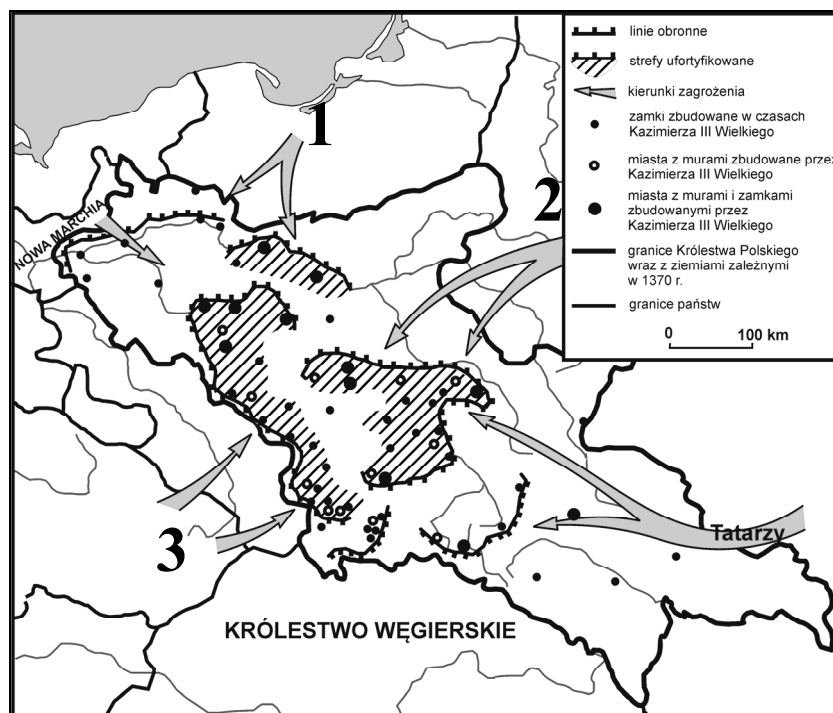 linie obronne
strefy ufortyfikowane
kierunki zagrożenia
zamki zbudowane w czasach
Kazimierza III Wielkiego
miasta z murami zbudowane przez
Kazimierza III Wielkiego
miasta z murami i zamkami
zbudowanymi przez
Kazimierza III Wielkiego
granice Królestwa Polskiego
wraz z ziemiami zależnymi
w 1370 r.
granice państw
0 100 km
1
2
NOWA MARCHIA
3
Tatarzy
KRÓLESTWO WĘGIERSKIE